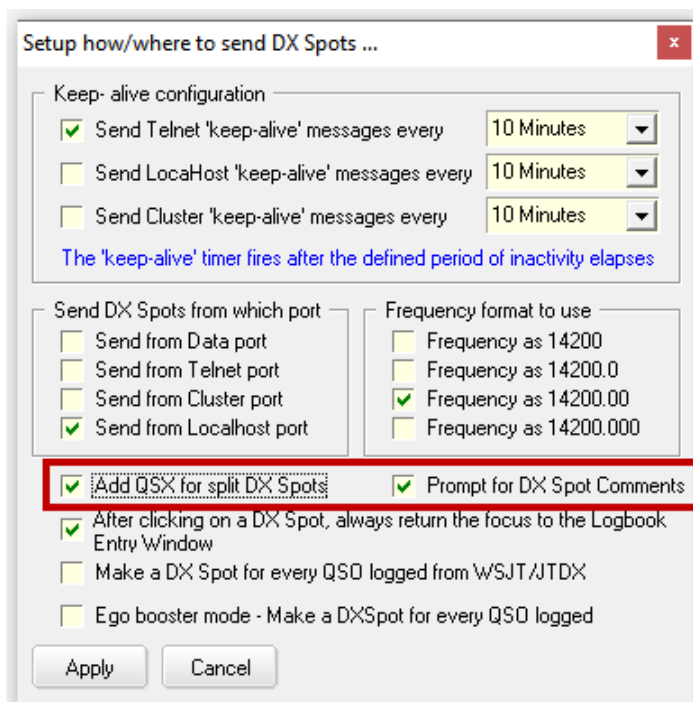 Setup how/where to send DX Spots ...
x
Keep- alive configuration
Send Telnet 'keep-alive' messages every
10 Minutes
Send LocaHost 'keep-alive' messages every
10 Minutes
Send Cluster 'keep-alive' messages every
10 Minutes
The 'keep-alive' timer fires after the defined period of inactivity elapses
Send DX Spots from which port
Send from Data port
Send from Telnet port
Send from Cluster port
Send from Localhost port
Frequency format to use
Frequency as 14200
Frequency as 14200.0
Frequency as 14200.00
Frequency as 14200.000
Add QSX for split DX Spots
Prompt for DX Spot Comments
After clicking on a DX Spot, always return the focus to the Logbook
Entry Window
Make a DX Spot for every QSO logged from WSJT/JTDX
Ego booster mode - Make a DXSpot for every QSO logged
Apply
Cancel